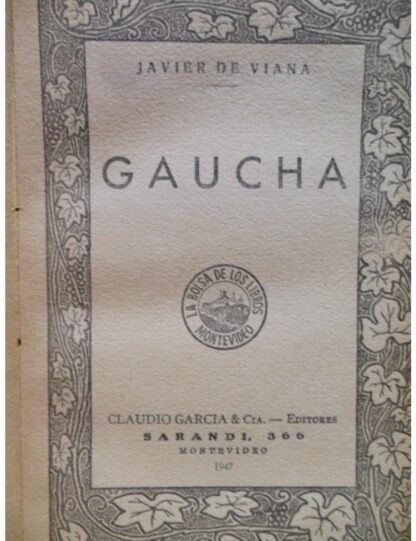 JAVIER DE VIANA
GAUCHA
LA BOLSA DE LOS LIBROS
MONTEVIDEO
CLAUDIO GARCIA & CIA. — EDITORES
SARANDI, 366
MONTEVIDEO
1947